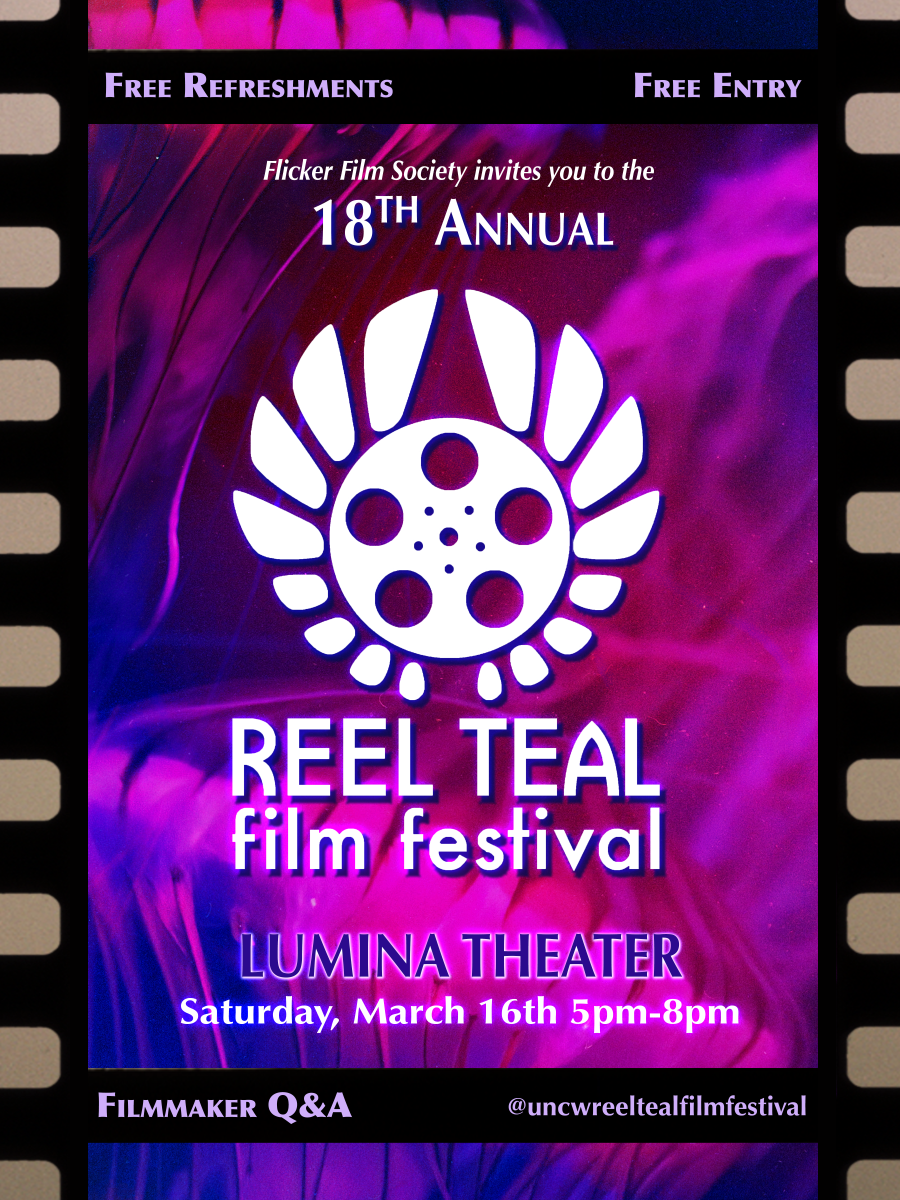 Free Refreshments
Free Entry
Flicker Film Society invites you to the
18TH Annual
REEL TEAL
film festival
LUMINA THEATER
Saturday, March 16th 5pm-8pm
Filmmaker Q&A
@uncwreeltealfilmfestival